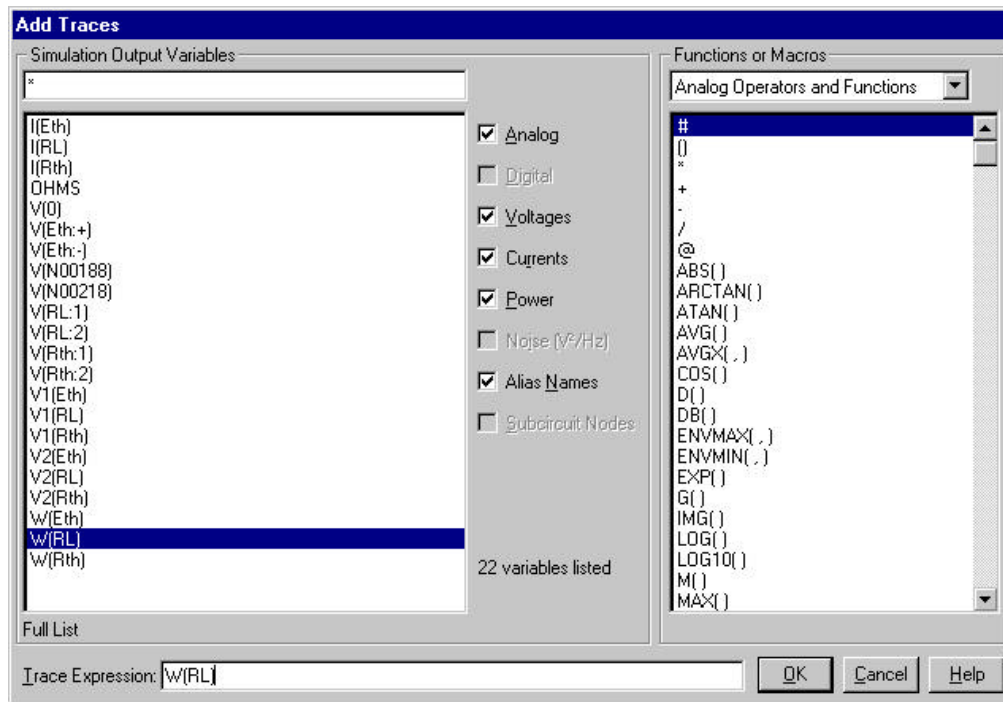 Add Traces
Simulation Output Variables
*
I(Eth)
I(RL)
I(Rth)
OHMS
V(0)
V(Eth:+)
V(Eth:-)
V(N00188)
V(N00218)
V(RL:1)
V(RL:2)
V(Rth:1)
V(Rth:2)
V1(Eth)
V1(RL)
V1(Rth)
V2(Eth)
V2(RL)
V2(Rth)
W(Eth)
W(RL)
W(Rth)
Full List
Analog
Digital
Voltages
Currents
Power
Noise (V²/Hz)
Alias Names
Subcircuit Nodes
22 variables listed
Functions or Macros
Analog Operators and Functions
#
()
*
+
-
/
@
ABS( )
ARCTAN( )
ATAN( )
AVG( )
AVGX( , )
COS( )
D( )
DB( )
ENVMAX( , )
ENVMIN( , )
EXP( )
G( )
IMG( )
LOG( )
LOG10( )
M( )
MAX( )
Trace Expression: W(RL)
OK
Cancel
Help